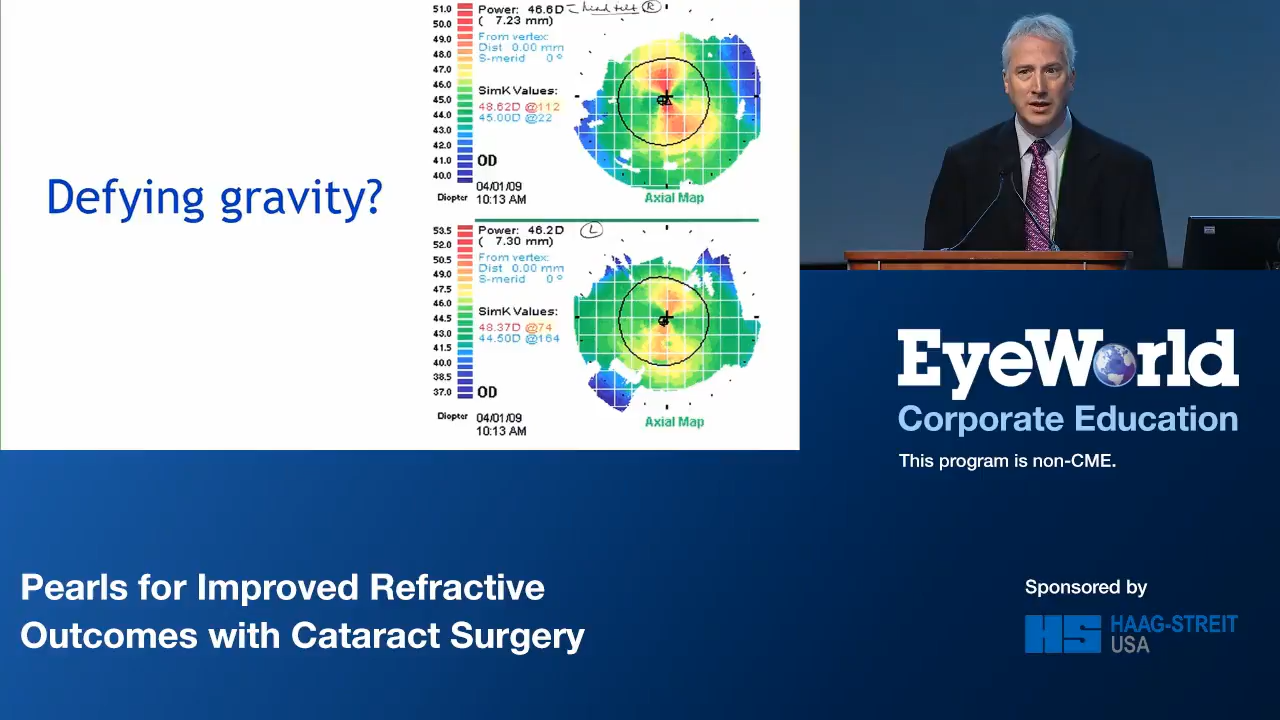 Defying gravity?
51.0
50.0
49.0
48.0
47.0
46.0
45.0
44.0
43.0
42.0
41.0
40.0
Diopter
Power: 46.6D
( 7.23 mm)
From vertex:
Dist 0.00 mm
S-merid 0°
SimK Values:
48.62D @112
45.00D @22
OD
04/01/09
10:13 AM
head tilt R
Axial Map
53.5
52.0
50.5
49.0
47.5
46.0
44.5
43.0
41.5
40.0
38.5
37.0
Diopter
Power: 46.2D
( 7.30 mm)
From vertex:
Dist 0.00 mm
S-merid 0°
SimK Values:
48.37D @74
44.50D @164
OD
04/01/09
10:13 AM
L
Axial Map
EyeWorld
Corporate Education
This program is non-CME.
Pearls for Improved Refractive
Outcomes with Cataract Surgery
Sponsored by
HS HAAG-STREIT
USA